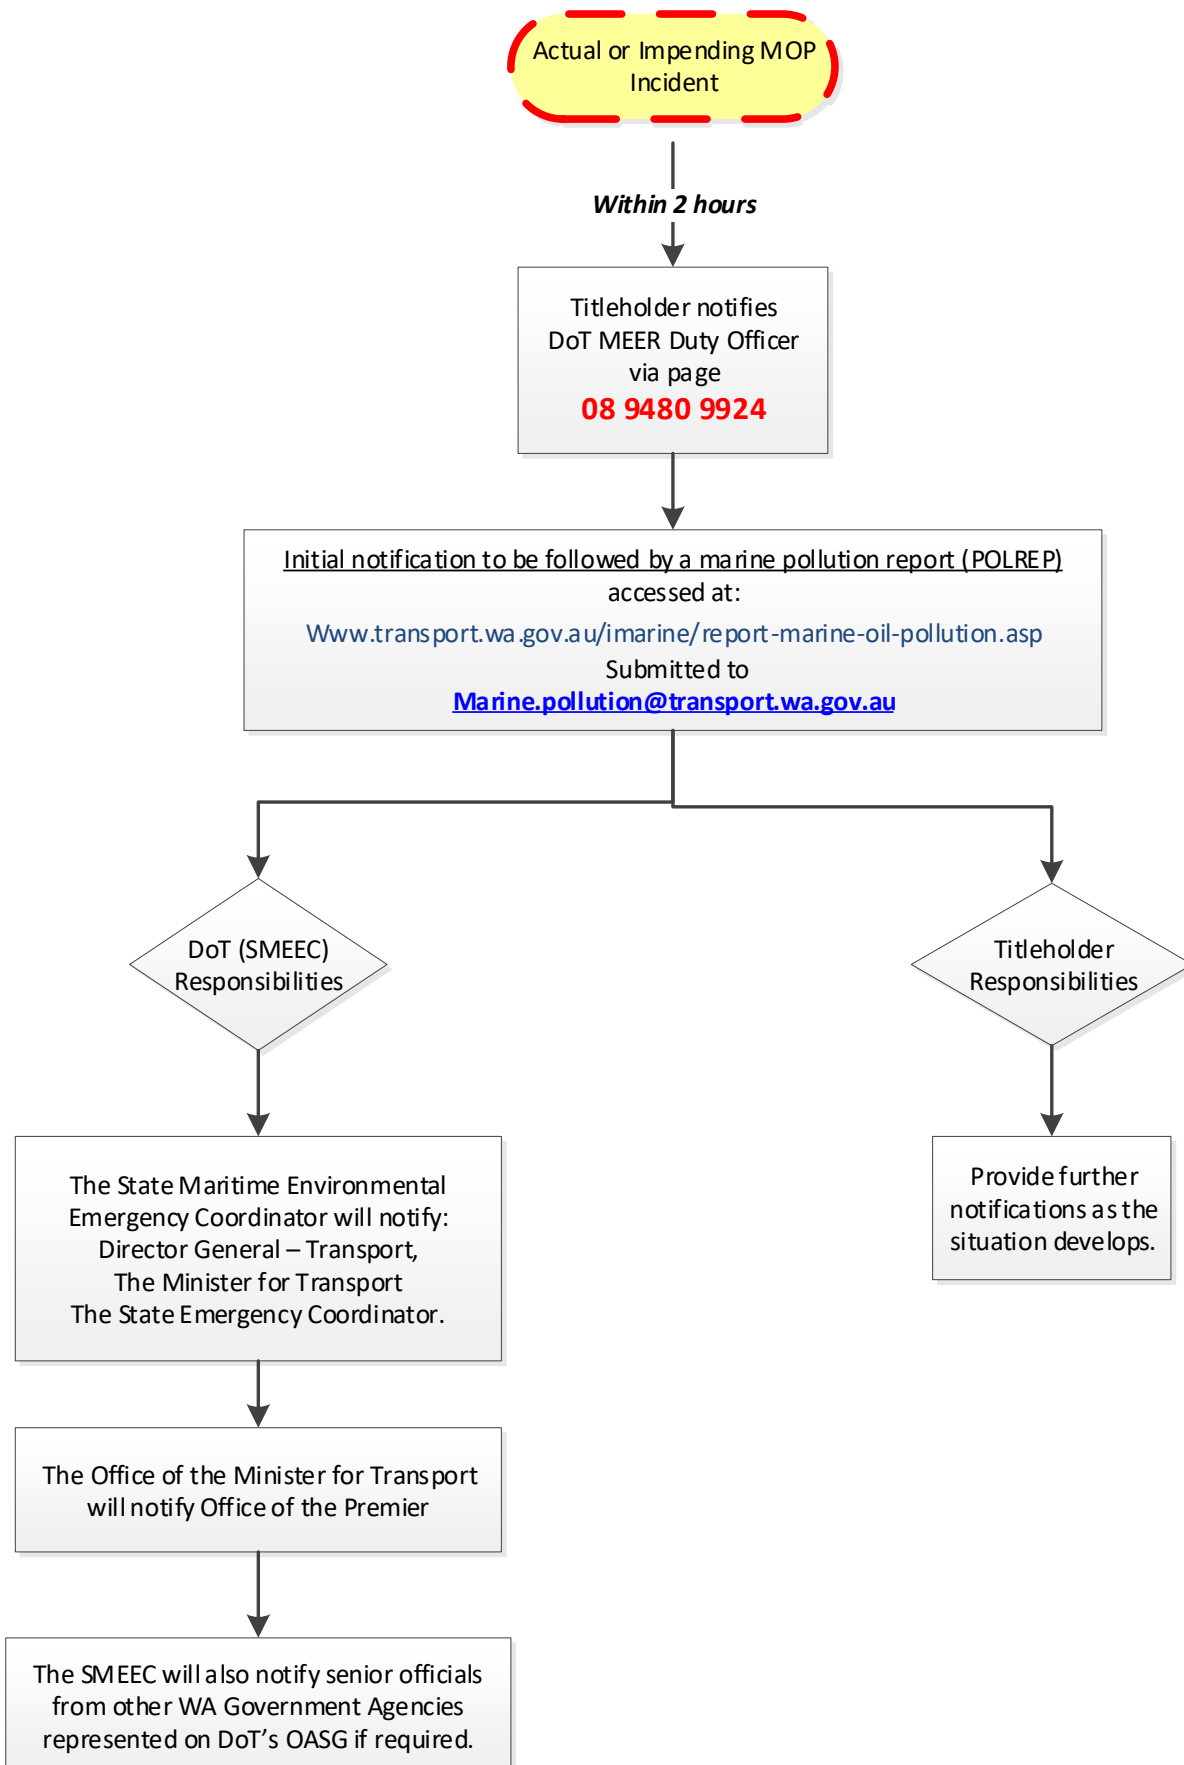 Actual or Impending MOP
Incident
Within 2 hours
Titleholder notifies
DoT MEER Duty Officer
via page
08 9480 9924
Initial notification to be followed by a marine pollution report (POLREP)
accessed at:
Www.transport.wa.gov.au/imarine/report-marine-oil-pollution.asp
Submitted to
Marine.pollution@transport.wa.gov.au
DoT (SMEEC)
Responsibilities
Titleholder
Responsibilities
The State Maritime Environmental
Emergency Coordinator will notify:
Director General – Transport,
The Minister for Transport
The State Emergency Coordinator.
Provide further
notifications as the
situation develops.
The Office of the Minister for Transport
will notify Office of the Premier
The SMEEC will also notify senior officials
from other WA Government Agencies
represented on DoT’s OASG if required.